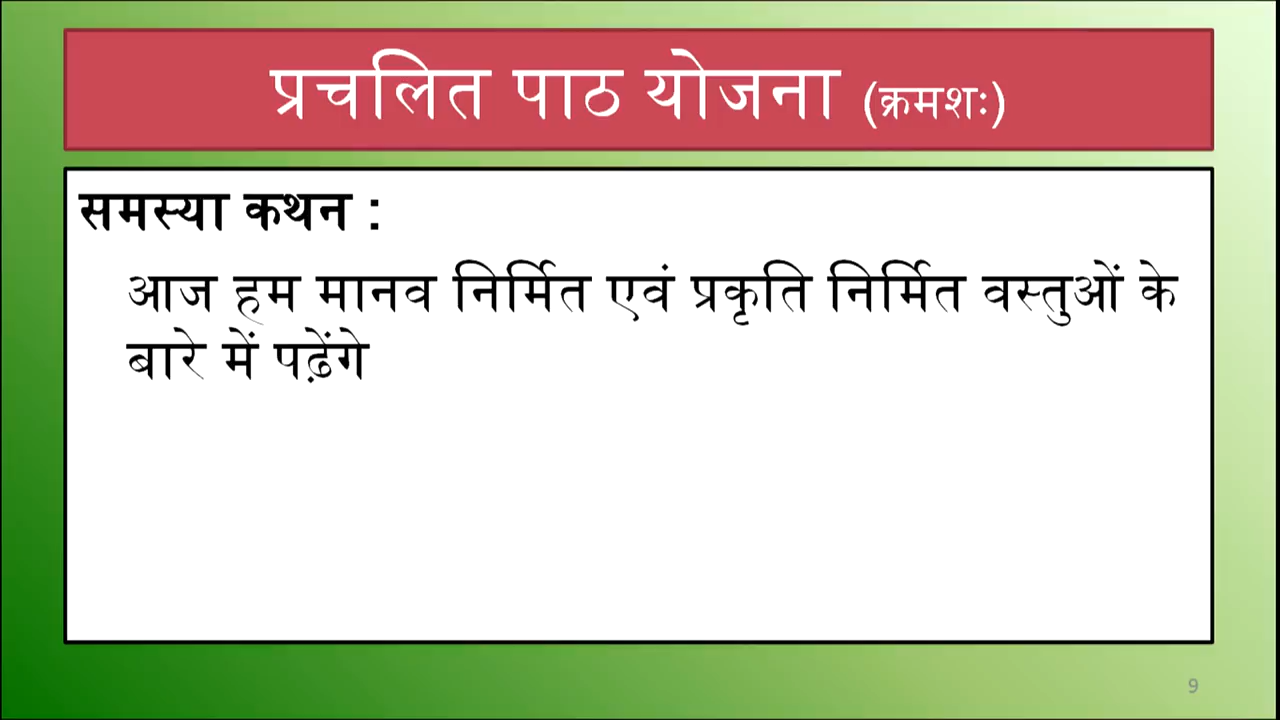 प्रचलित पाठ योजना (क्रमशः)
समस्या कथन :
आज हम मानव निर्मित एवं प्रकृति निर्मित वस्तुओं के
बारे में पढ़ेंगे
9